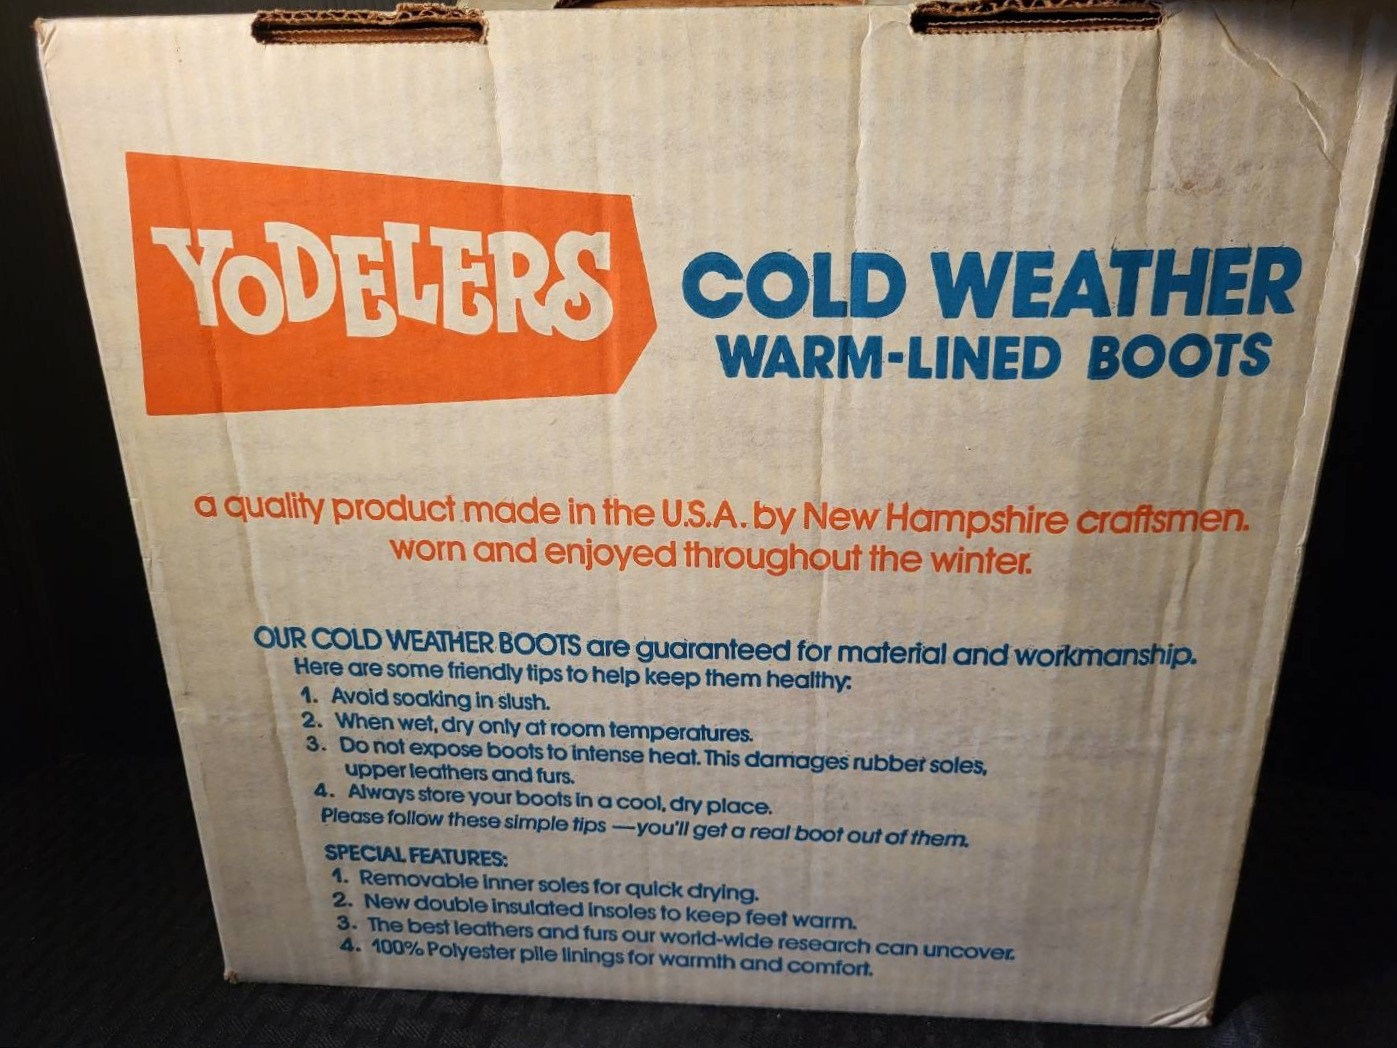 YODELERS
COLD WEATHER
WARM-LINED BOOTS
a quality product made in the U.S.A. by New Hampshire craftsmen.
worn and enjoyed throughout the winter.
OUR COLD WEATHER BOOTS are guaranteed for material and workmanship.
Here are some friendly tips to help keep them healthy:
1. Avoid soaking in slush.
2. When wet, dry only at room temperatures.
3. Do not expose boots to intense heat. This damages rubber soles,
upper leathers and furs.
4. Always store your boots in a cool, dry place.
Please follow these simple tips — you'll get a real boot out of them.
SPECIAL FEATURES:
1. Removable inner soles for quick drying.
2. New double insulated insoles to keep feet warm.
3. The best leathers and furs our world-wide research can uncover.
4. 100% Polyester pile linings for warmth and comfort.